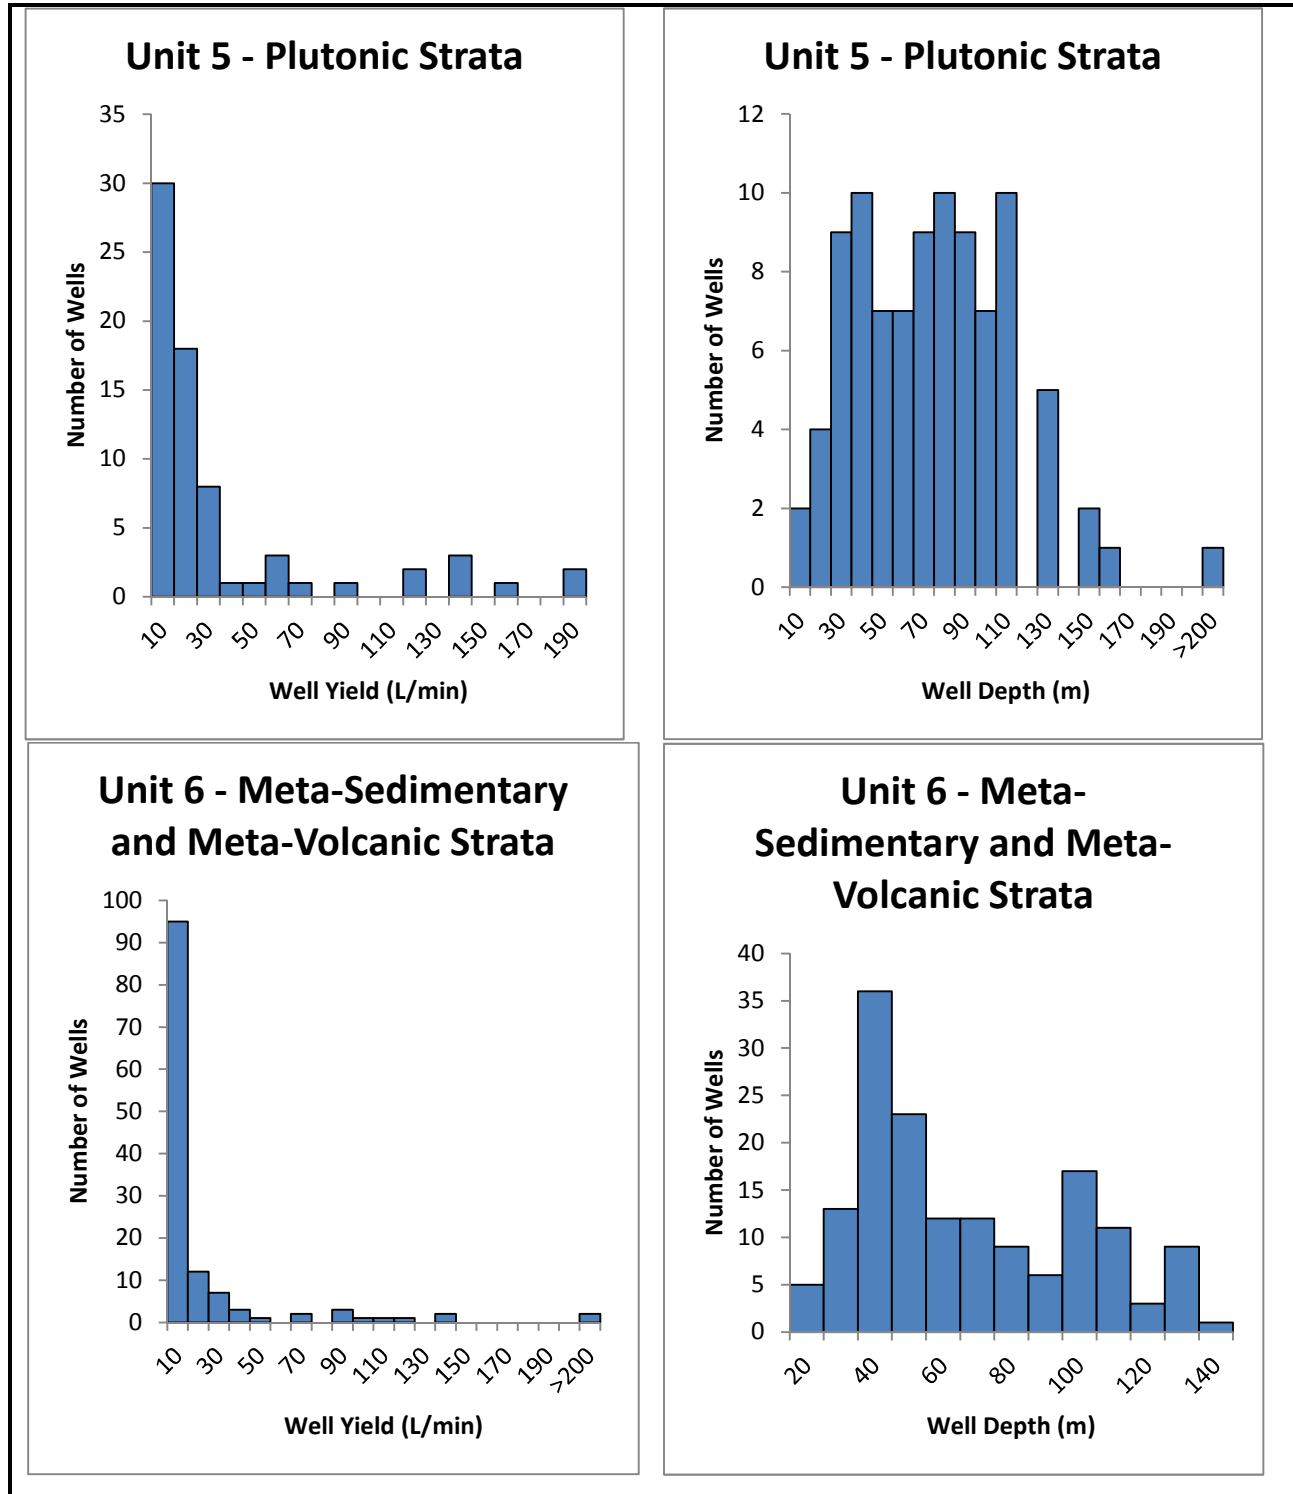 Unit 5 - Plutonic Strata
35
30
25
20
15
10
5
0
Number of Wells
10 30 50 70 90 110 130 150 170 190
Well Yield (L/min)
Unit 5 - Plutonic Strata
12
10
8
6
4
2
0
Number of Wells
10 30 50 70 90 110 130 150 170 190 >200
Well Depth (m)
Unit 6 - Meta-Sedimentary
and Meta-Volcanic Strata
100
90
80
70
60
50
40
30
20
10
0
Number of Wells
10 30 50 70 90 110 130 150 170 190 >200
Well Yield (L/min)
Unit 6 - Meta-
Sedimentary and Meta-
Volcanic Strata
40
35
30
25
20
15
10
5
0
Number of Wells
20 40 60 80 100 120 140
Well Depth (m)